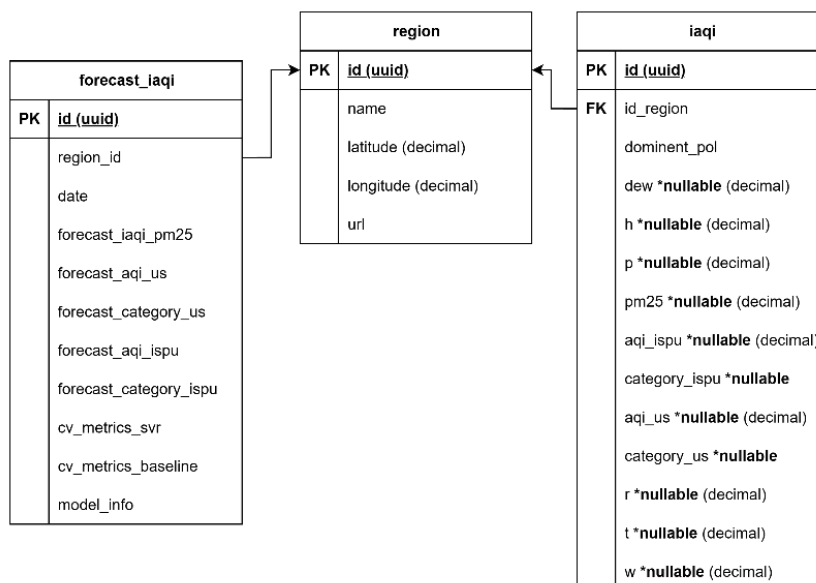 forecast_iaqi
PK id (uuid)
region_id
date
forecast_iaqi_pm25
forecast_aqi_us
forecast_category_us
forecast_aqi_ispu
forecast_category_ispu
cv_metrics_svr
cv_metrics_baseline
model_info
region
PK id (uuid)
name
latitude (decimal)
longitude (decimal)
url
iaqi
PK id (uuid)
FK id_region
dominent_pol
dew *nullable (decimal)
h *nullable (decimal)
p *nullable (decimal)
pm25 *nullable (decimal)
aqi_ispu *nullable (decimal)
category_ispu *nullable
aqi_us *nullable (decimal)
category_us *nullable
r *nullable (decimal)
t *nullable (decimal)
w *nullable (decimal)